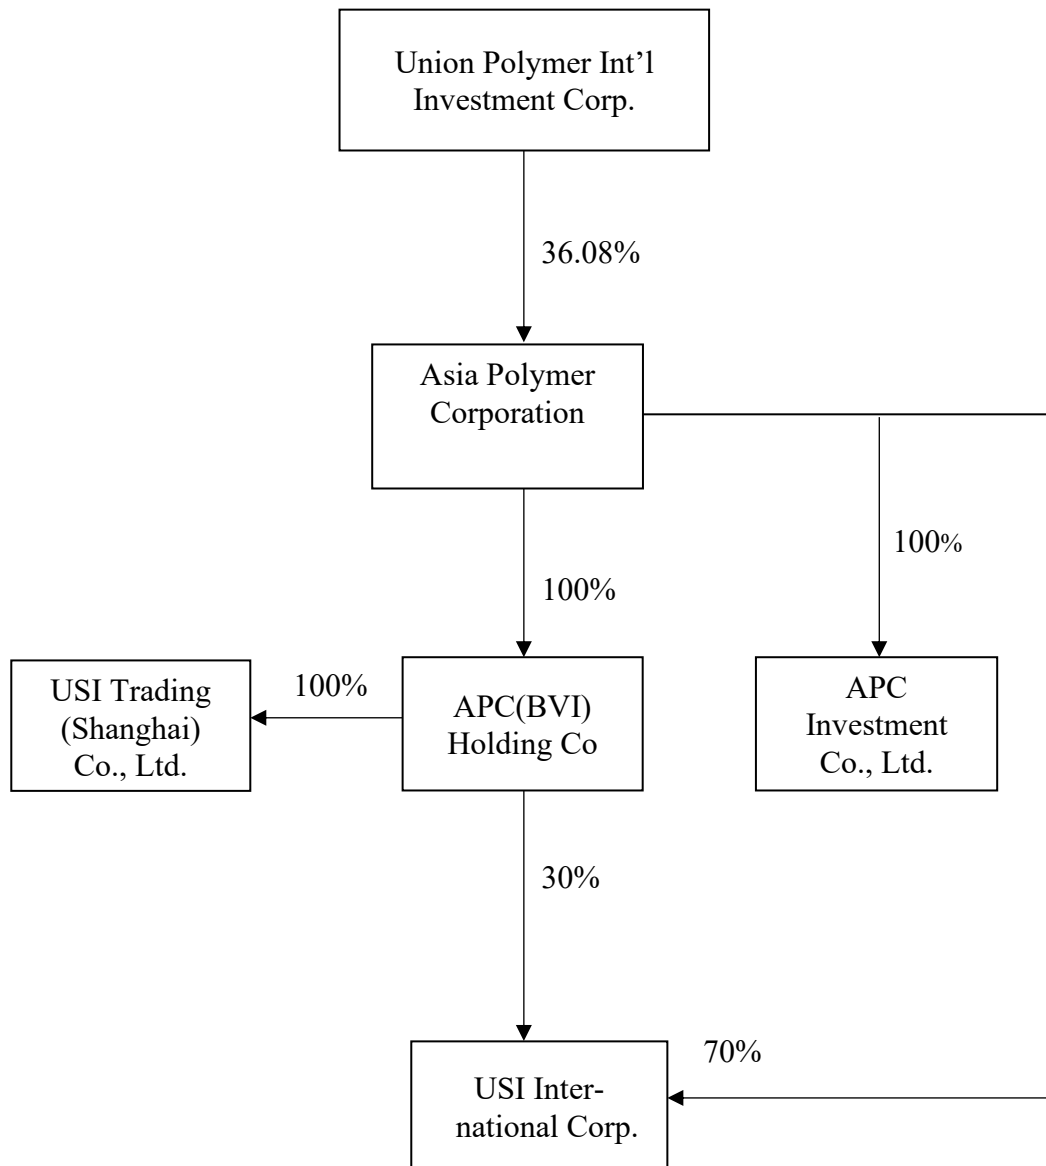 Union Polymer Int’l
Investment Corp.
36.08%
Asia Polymer
Corporation
100%
100%
USI Trading
(Shanghai)
Co., Ltd.
100%
APC(BVI)
Holding Co
APC
Investment
Co., Ltd.
30%
70%
USI Inter-
national Corp.